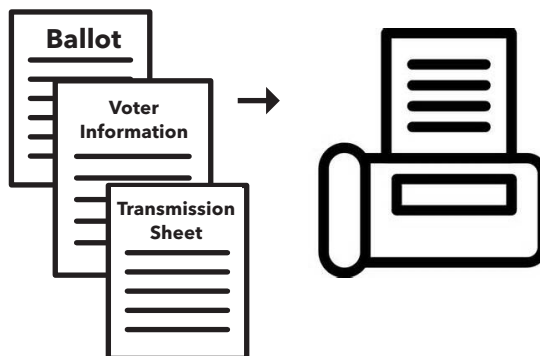 Ballot
Voter
Information
Transmission
Sheet